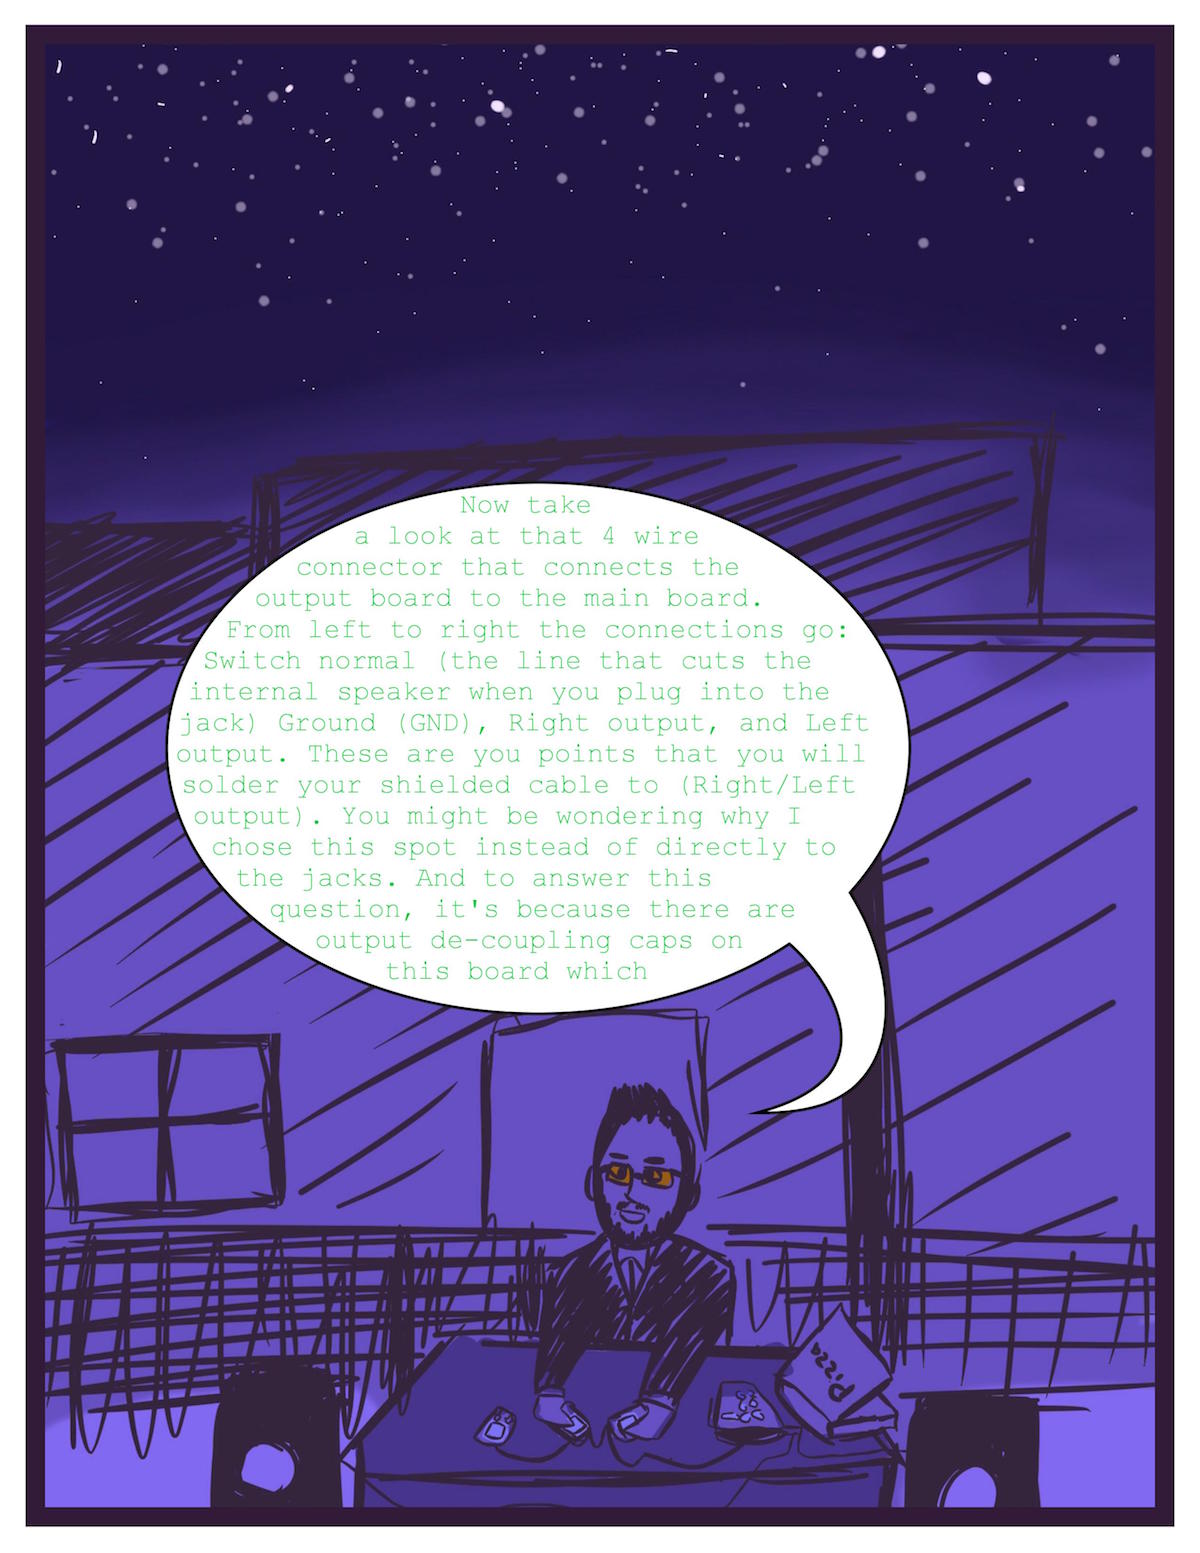 Now take
a look at that 4 wire
connector that connects the
output board to the main board.
From left to right the connections go:
Switch normal (the line that cuts the
internal speaker when you plug into the
jack) Ground (GND), Right output, and Left
output. These are you points that you will
solder your shielded cable to (Right/Left
output). You might be wondering why I
chose this spot instead of directly to
the jacks. And to answer this
question, it's because there are
output de-coupling caps on
this board which
Pizza